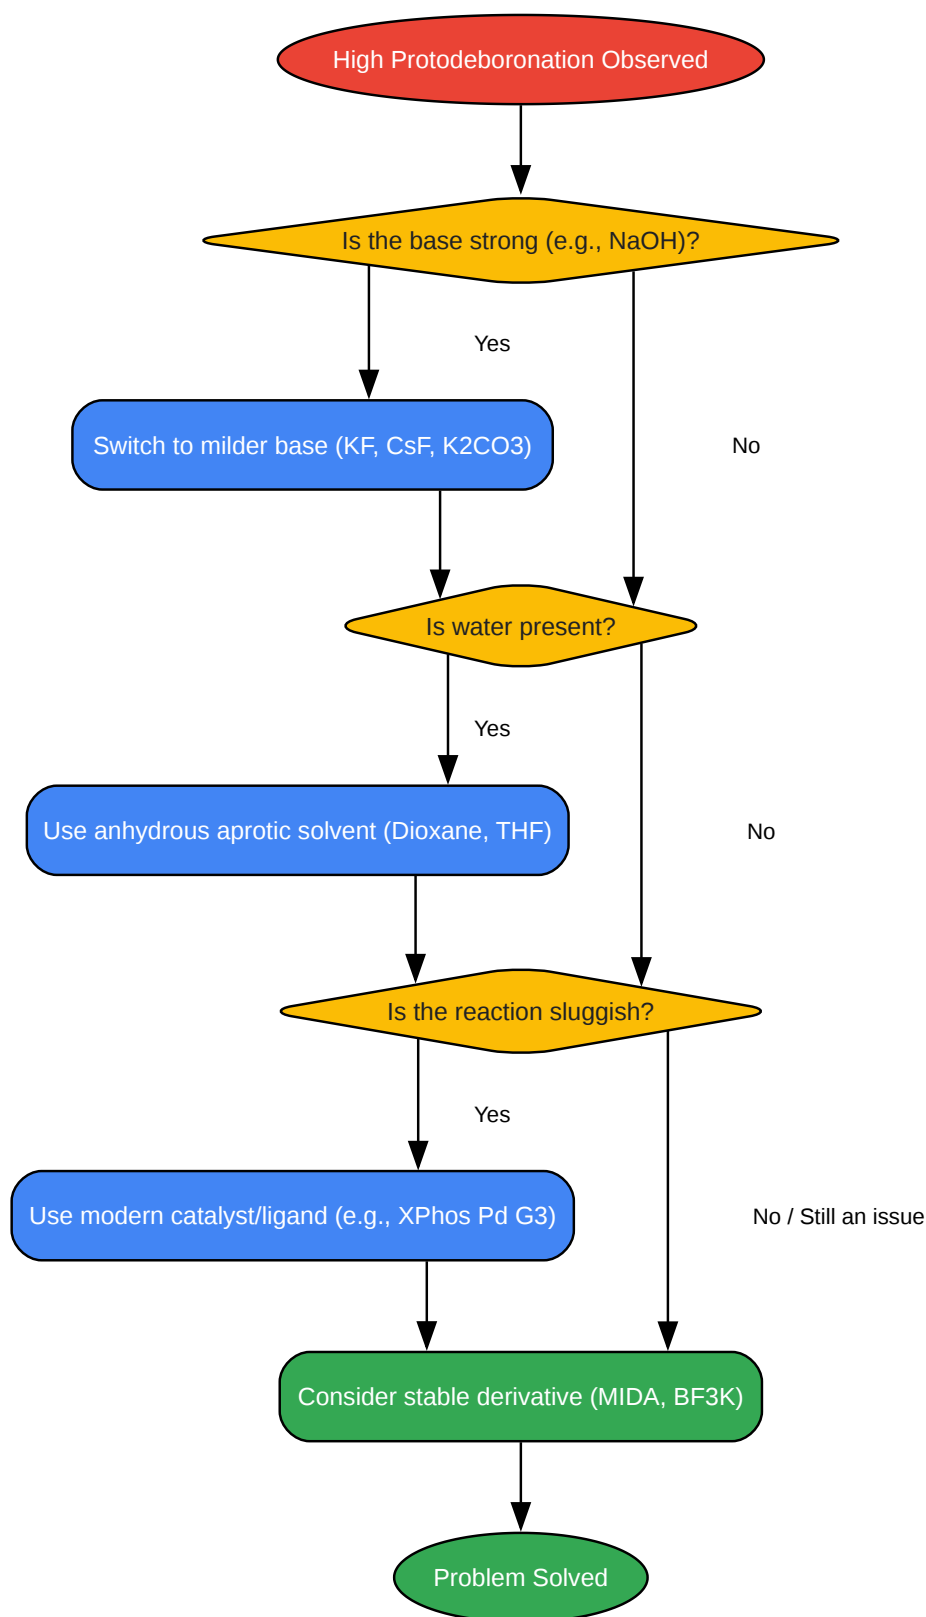 High Protodeboronation Observed
Is the base strong (e.g., NaOH)?
Yes
Switch to milder base (KF, CsF, K2CO3)
No
Is water present?
Yes
Use anhydrous aprotic solvent (Dioxane, THF)
No
Is the reaction sluggish?
Yes
Use modern catalyst/ligand (e.g., XPhos Pd G3)
No / Still an issue
Consider stable derivative (MIDA, BF3K)
Problem Solved